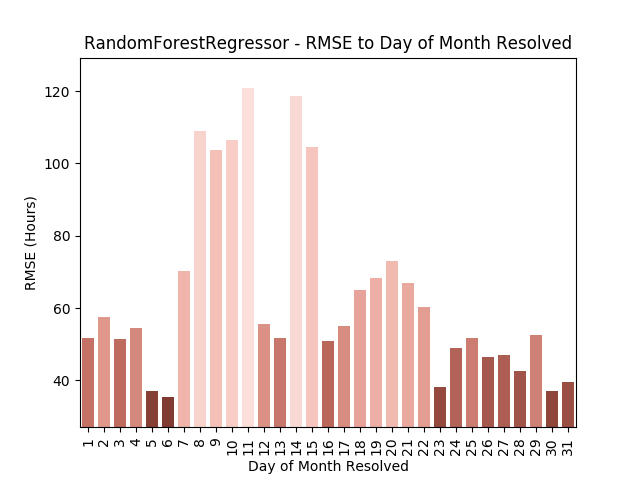 RandomForestRegressor - RMSE to Day of Month Resolved
120
100
80
60
40
RMSE (Hours)
1 2 3 4 5 6 7 8 9 10 11 12 13 14 15 16 17 18 19 20 21 22 23 24 25 26 27 28 29 30 31
Day of Month Resolved